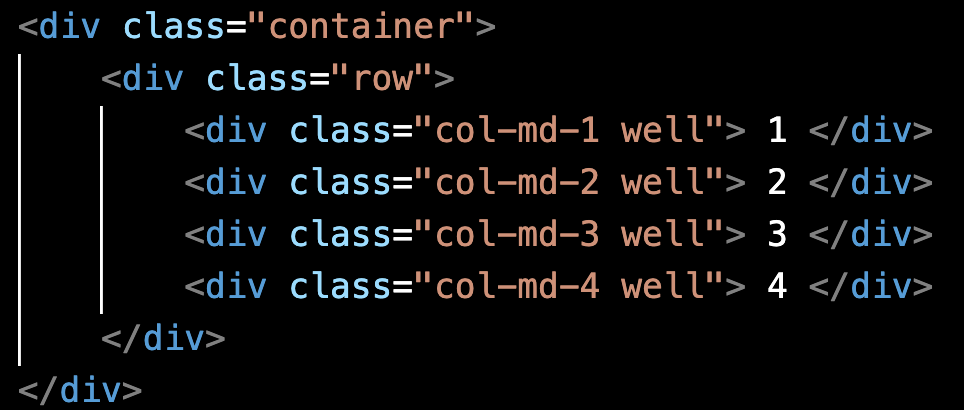 <div class="container">
    <div class="row">
        <div class="col-md-1 well"> 1 </div>
        <div class="col-md-2 well"> 2 </div>
        <div class="col-md-3 well"> 3 </div>
        <div class="col-md-4 well"> 4 </div>
    </div>
</div>